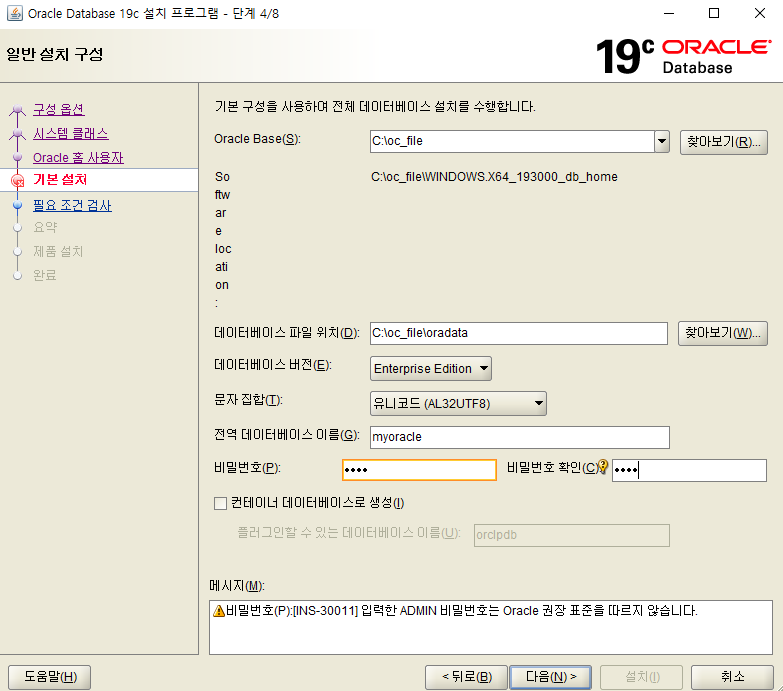 Oracle Database 19c 설치 프로그램 - 단계 4/8
일반 설치 구성
19c ORACLE
Database
구성 옵션
시스템 클래스
Oracle 홈 사용자
기본 설치
필요 조건 검사
요약
제품 설치
완료
기본 구성을 사용하여 전체 데이터베이스 설치를 수행합니다.
Oracle Base(S): C:\oc_file 찾아보기(R)...
So C:\oc_file\WINDOWS.X64_193000_db_home
ftw
ar
e
loc
ati
on
:
데이터베이스 파일 위치(D): C:\oc_file\oradata 찾아보기(W)...
데이터베이스 버전(E): Enterprise Edition
문자 집합(T): 유니코드 (AL32UTF8)
전역 데이터베이스 이름(G): myoracle
비밀번호(P): •••• 비밀번호 확인(C): ••••
컨테이너 데이터베이스로 생성(I)
플러그인할 수 있는 데이터베이스 이름(U): orclpdb
메시지(M):
비밀번호(P):[INS-30011] 입력한 ADMIN 비밀번호는 Oracle 권장 표준을 따르지 않습니다.
도움말(H) < 뒤로(B) 다음(N) > 설치(I) 취소